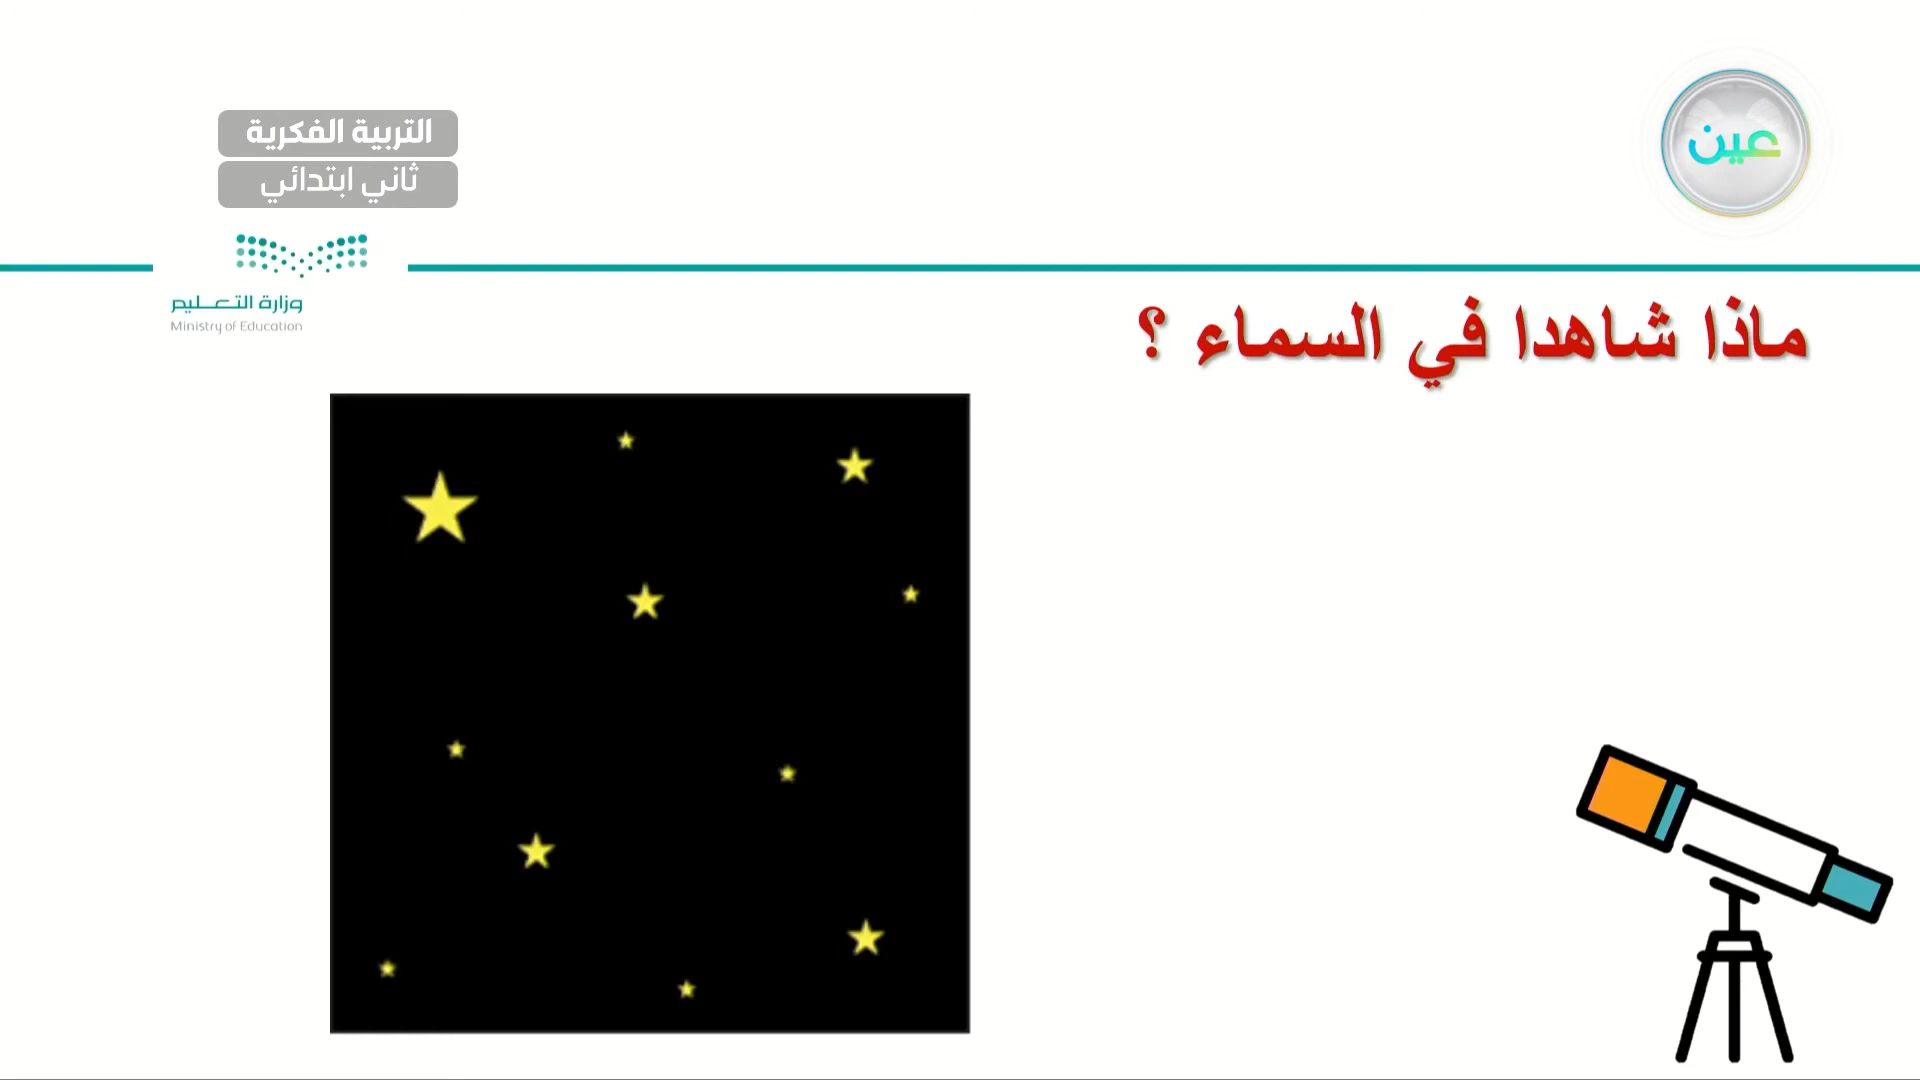 التربية الفكرية
ثاني ابتدائي
عين
وزارة التعليم
Ministry of Education
ماذا شاهدا في السماء ؟